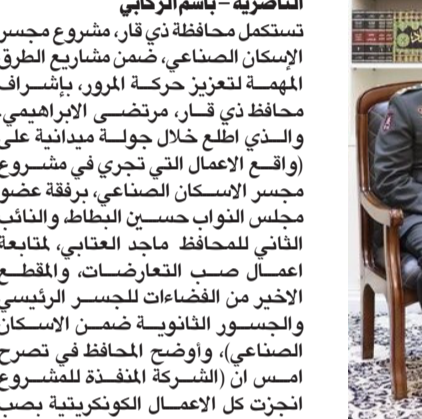 الناصرية – باسم الركابي
تستكمل محافظة ذي قار، مشروع مجسر
الإسكان الصناعي، ضمن مشاريع الطرق
المهمة لتعزيز حركة المرور، بإشراف
محافظ ذي قار، مرتضى الابراهيمي.
والذي اطلع خلال جولة ميدانية على
(واقع الاعمال التي تجري في مشروع
مجسر الاسكان الصناعي، برفقة عضو
مجلس النواب حسين البطاط، والنائب
الثاني للمحافظ ماجد العتابي، لمتابعة
اعمال صب التعارضات، والمقطع
الاخير من الفضاءات للجسر الرئيسي
والجسور الثانوية ضمن الاسكان
الصناعي)، وأوضح المحافظ في تصرح
امس ان (الشركة المنفذة للمشروع
انجزت كل الاعمال الكونكريتية بصب